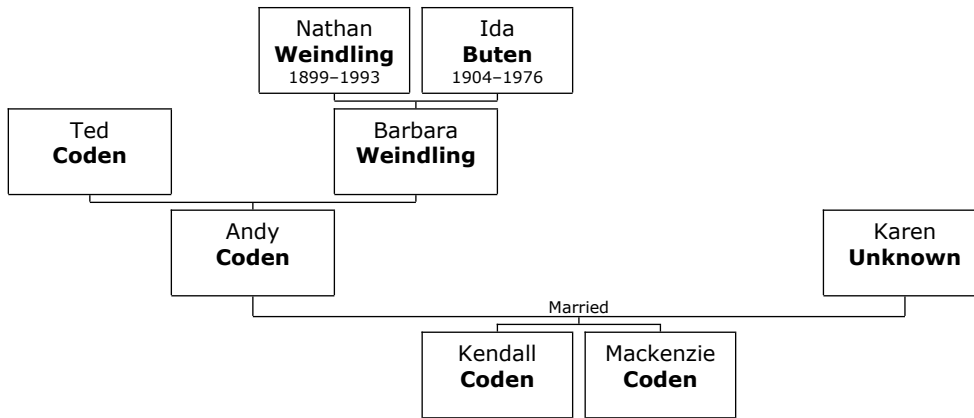 Nathan
Weindling
1899–1993
Ida
Buten
1904–1976
Ted
Coden
Barbara
Weindling
Andy
Coden
Karen
Unknown
Married
Kendall
Coden
Mackenzie
Coden